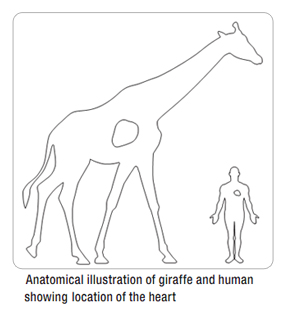 Anatomical illustration of giraffe and human
showing location of the heart